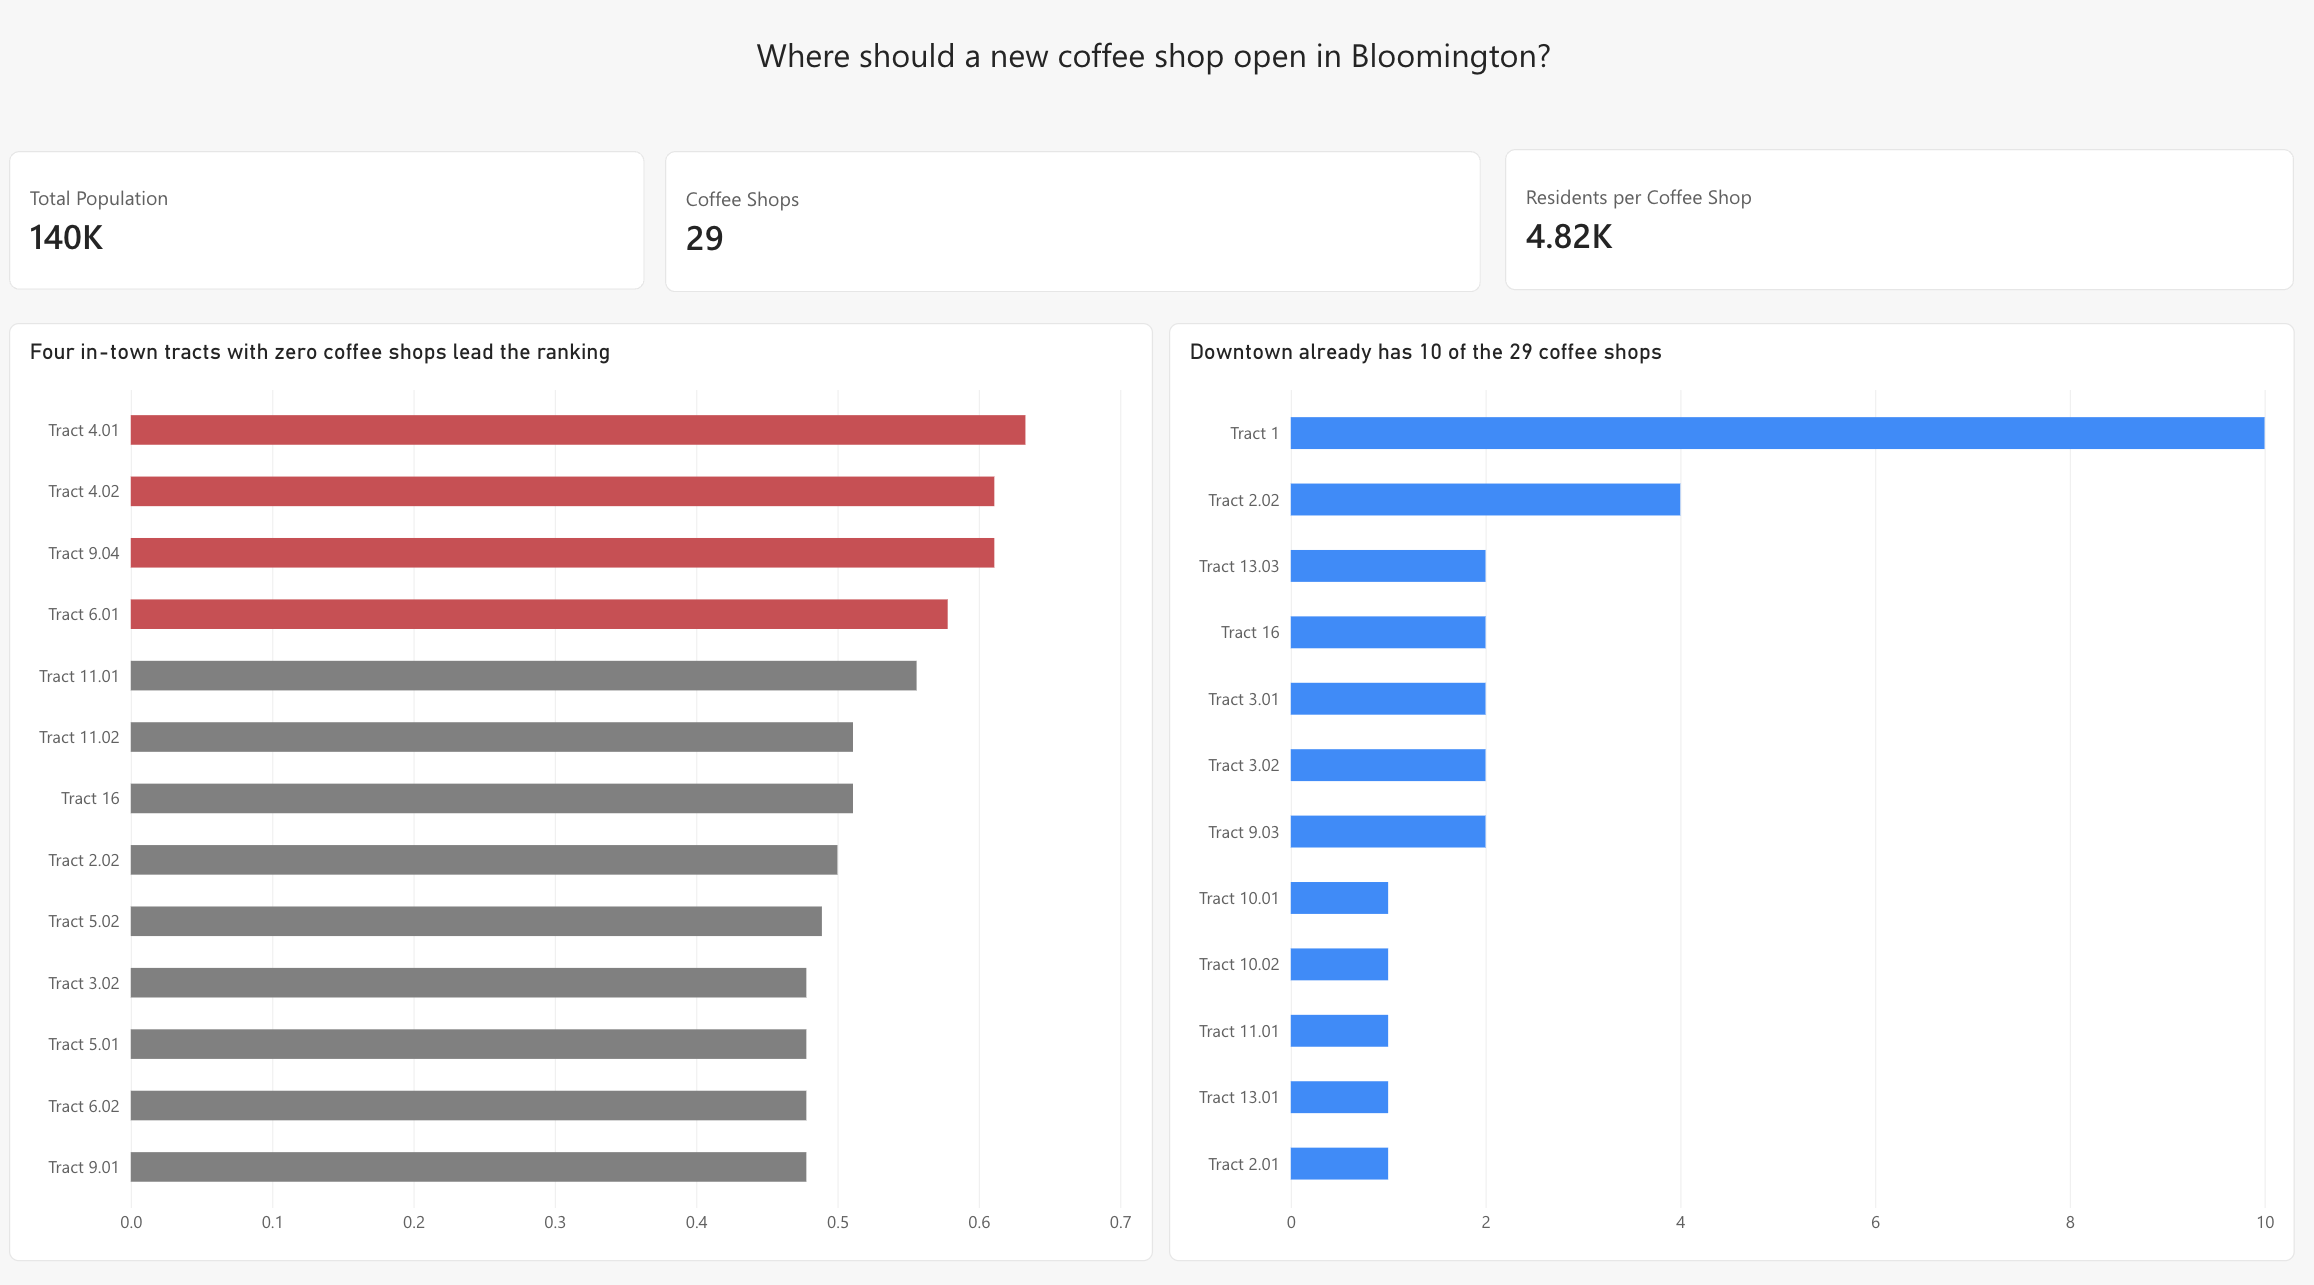 Where should a new coffee shop open in Bloomington?
Total Population
140K
Coffee Shops
29
Residents per Coffee Shop
4.82K
Four in-town tracts with zero coffee shops lead the ranking
Tract 4.01
Tract 4.02
Tract 9.04
Tract 6.01
Tract 11.01
Tract 11.02
Tract 16
Tract 2.02
Tract 5.02
Tract 3.02
Tract 5.01
Tract 6.02
Tract 9.01
0.0 0.1 0.2 0.3 0.4 0.5 0.6 0.7
Downtown already has 10 of the 29 coffee shops
Tract 1
Tract 2.02
Tract 13.03
Tract 16
Tract 3.01
Tract 3.02
Tract 9.03
Tract 10.01
Tract 10.02
Tract 11.01
Tract 13.01
Tract 2.01
0 2 4 6 8 10